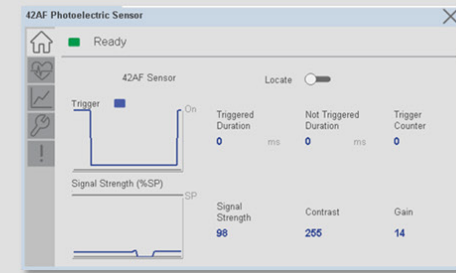 42AF Photoelectric Sensor
Ready
42AF Sensor
Locate
Trigger
On
Triggered
Duration
0 ms
Not Triggered
Duration
0 ms
Trigger
Counter
0
Signal Strength (%SP)
SP
Signal
Strength
98
Contrast
255
Gain
14